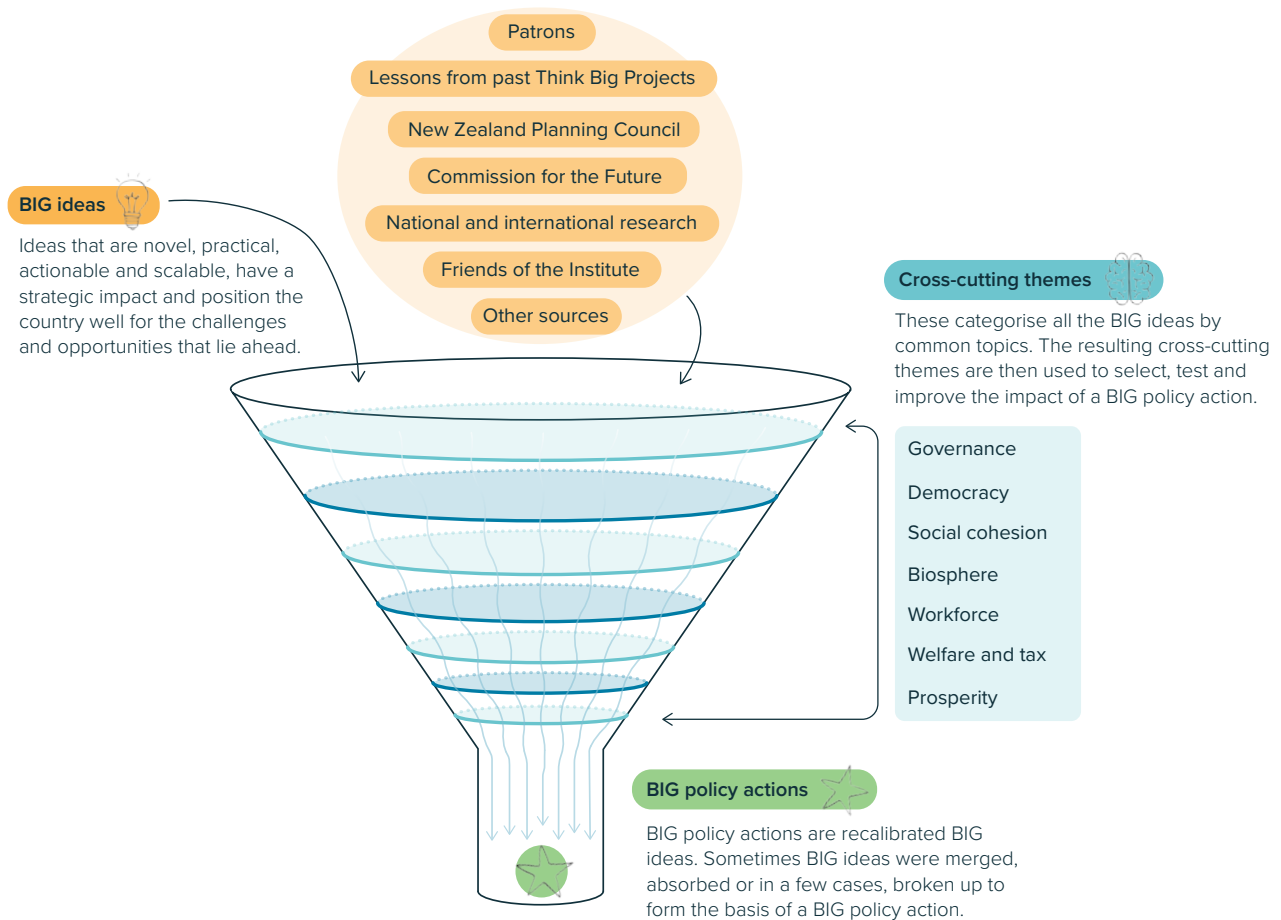 Patrons
Lessons from past Think Big Projects
New Zealand Planning Council
Commission for the Future
National and international research
Friends of the Institute
Other sources
BIG ideas
Ideas that are novel, practical,
actionable and scalable, have a
strategic impact and position the
country well for the challenges
and opportunities that lie ahead.
Cross-cutting themes
These categorise all the BIG ideas by
common topics. The resulting cross-cutting
themes are then used to select, test and
improve the impact of a BIG policy action.
Governance
Democracy
Social cohesion
Biosphere
Workforce
Welfare and tax
Prosperity
BIG policy actions
BIG policy actions are recalibrated BIG
ideas. Sometimes BIG ideas were merged,
absorbed or in a few cases, broken up to
form the basis of a BIG policy action.